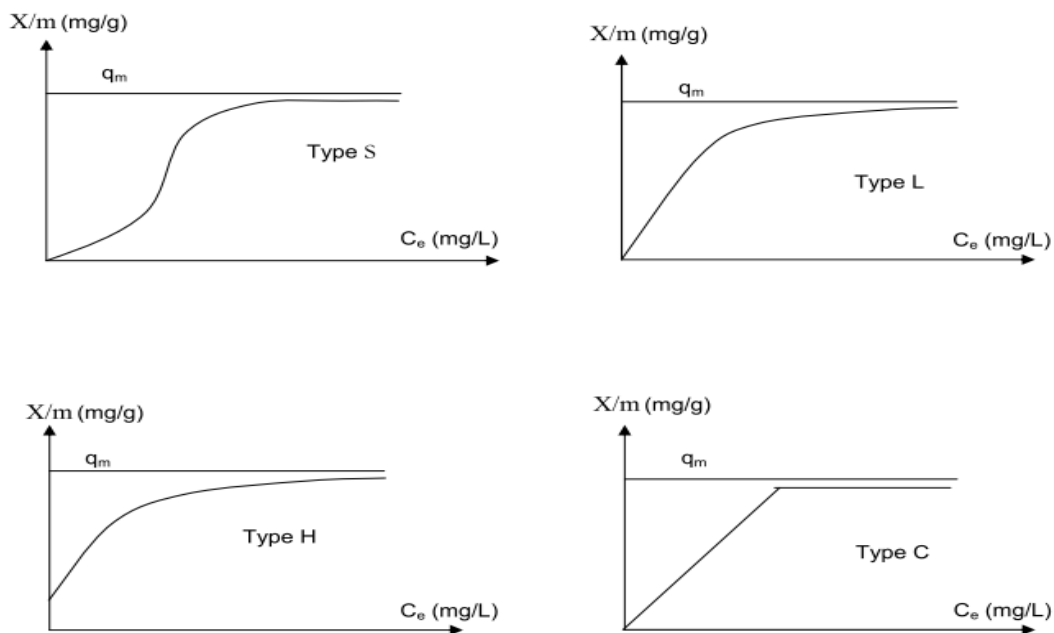 X/m (mg/g)
qm
Type S
Ce (mg/L)
X/m (mg/g)
qm
Type L
Ce (mg/L)
X/m (mg/g)
qm
Type H
Ce (mg/L)
X/m (mg/g)
qm
Type C
Ce (mg/L)